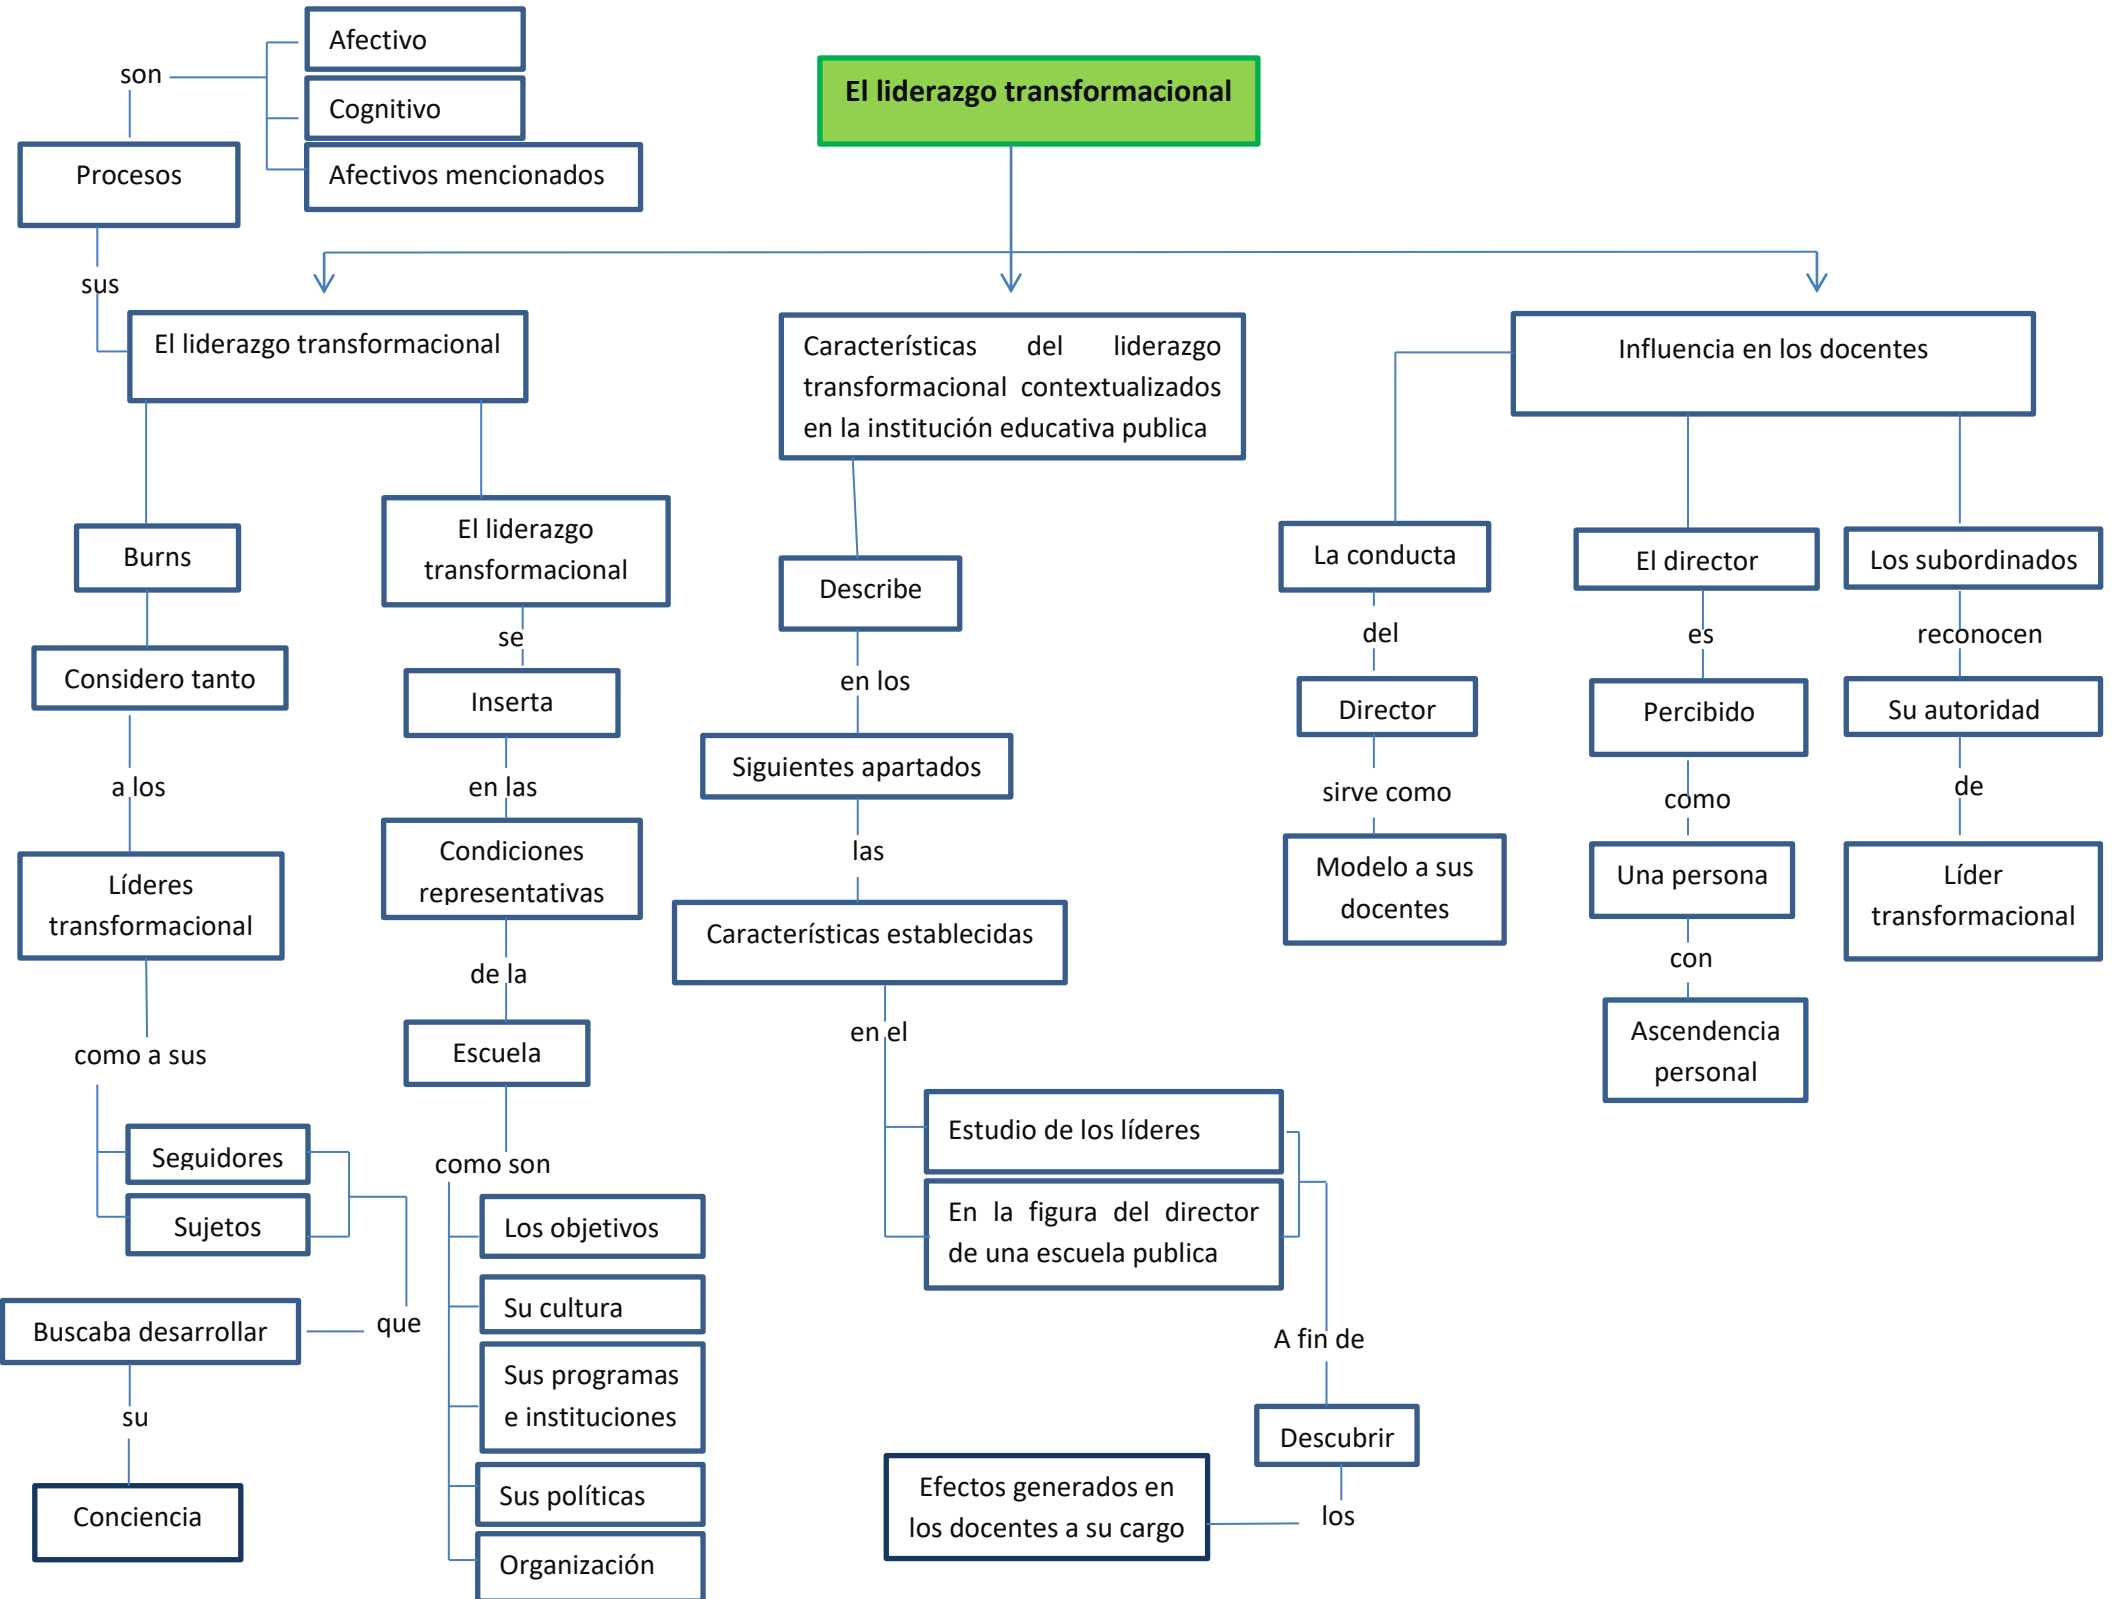 El liderazgo transformacional
son
Afectivo
Cognitivo
Afectivos mencionados
Procesos
sus
El liderazgo transformacional
Burns
Considero tanto
a los
Líderes
transformacional
como a sus
Seguidores
Sujetos
que
Buscaba desarrollar
su
Conciencia
El liderazgo
transformacional
se
Inserta
en las
Condiciones
representativas
de la
Escuela
como son
Los objetivos
Su cultura
Sus programas
e instituciones
Sus políticas
Organización
Características del liderazgo
transformacional contextualizados
en la institución educativa publica
Describe
en los
Siguientes apartados
las
Características establecidas
en el
Estudio de los líderes
En la figura del director
de una escuela publica
A fin de
Descubrir
los
Efectos generados en
los docentes a su cargo
Influencia en los docentes
La conducta
del
Director
sirve como
Modelo a sus
docentes
El director
es
Percibido
como
Una persona
con
Ascendencia
personal
Los subordinados
reconocen
Su autoridad
de
Líder
transformacional